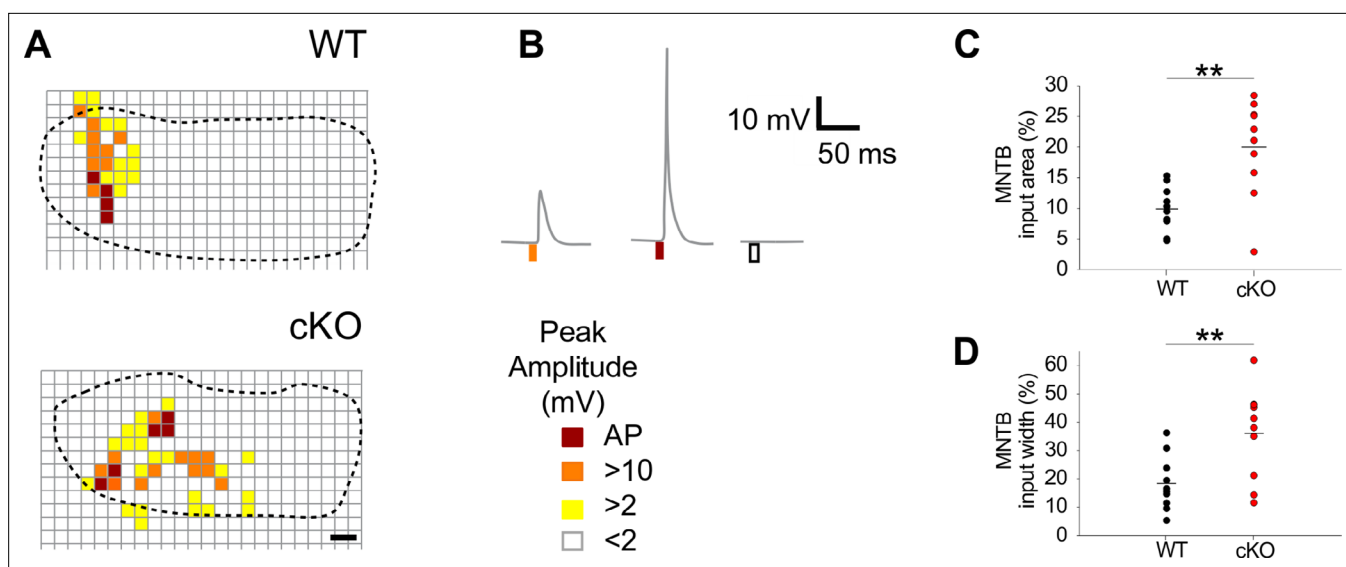 A
WT
cKO
B
10 mV
50 ms
Peak
Amplitude
(mV)
AP
>10
>2
<2
C
**
MNTB
input area (%)
30
25
20
15
10
5
0
WT
cKO
D
**
MNTB
input width (%)
60
50
40
30
20
10
0
WT
cKO